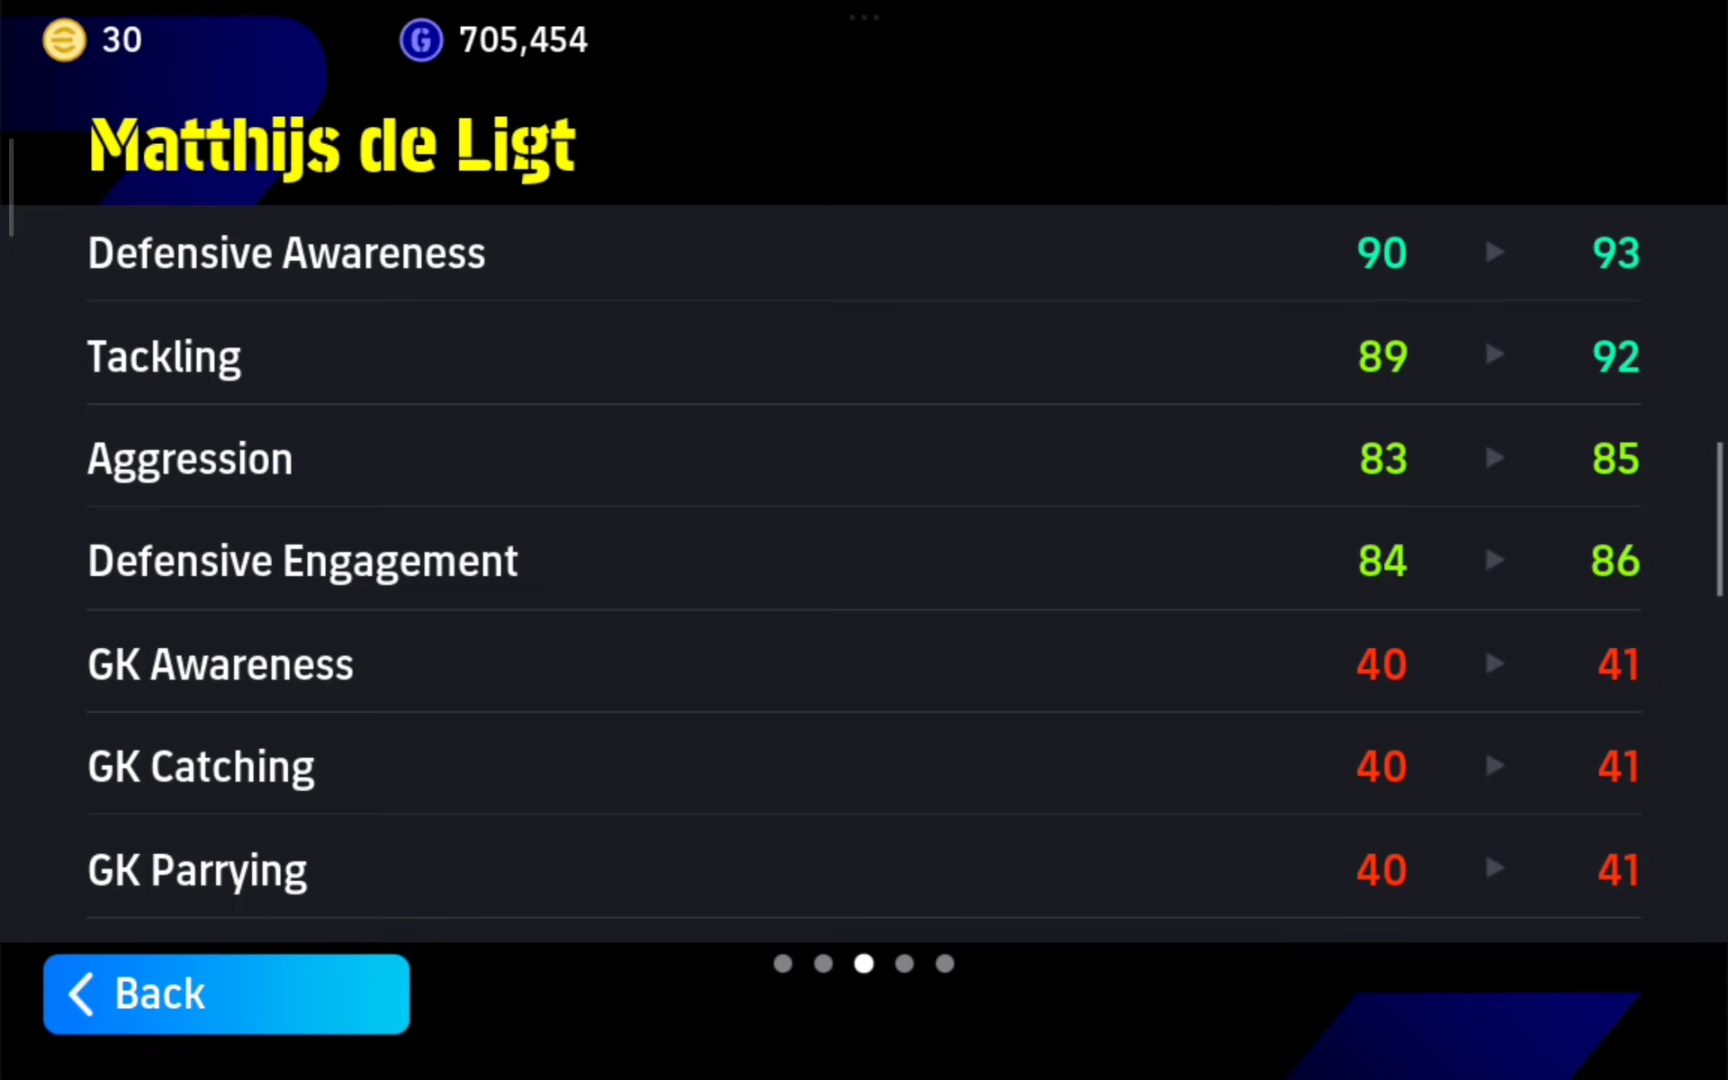 30 705,454
Matthijs de Ligt
Defensive Awareness 90 ▶ 93
Tackling 89 ▶ 92
Aggression 83 ▶ 85
Defensive Engagement 84 ▶ 86
GK Awareness 40 ▶ 41
GK Catching 40 ▶ 41
GK Parrying 40 ▶ 41
Back